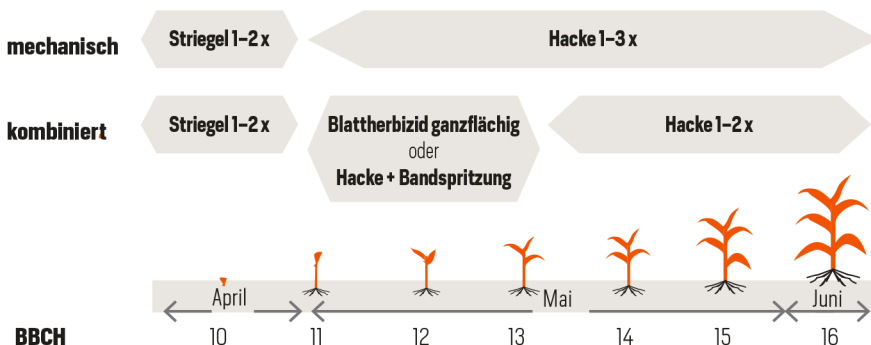 mechanisch
Striegel 1–2 x
Hacke 1–3 x
kombiniert
Striegel 1–2 x
Blattherbizid ganzflächig
oder
Hacke + Bandspritzung
Hacke 1–2 x
April
Mai
Juni
BBCH
10
11
12
13
14
15
16